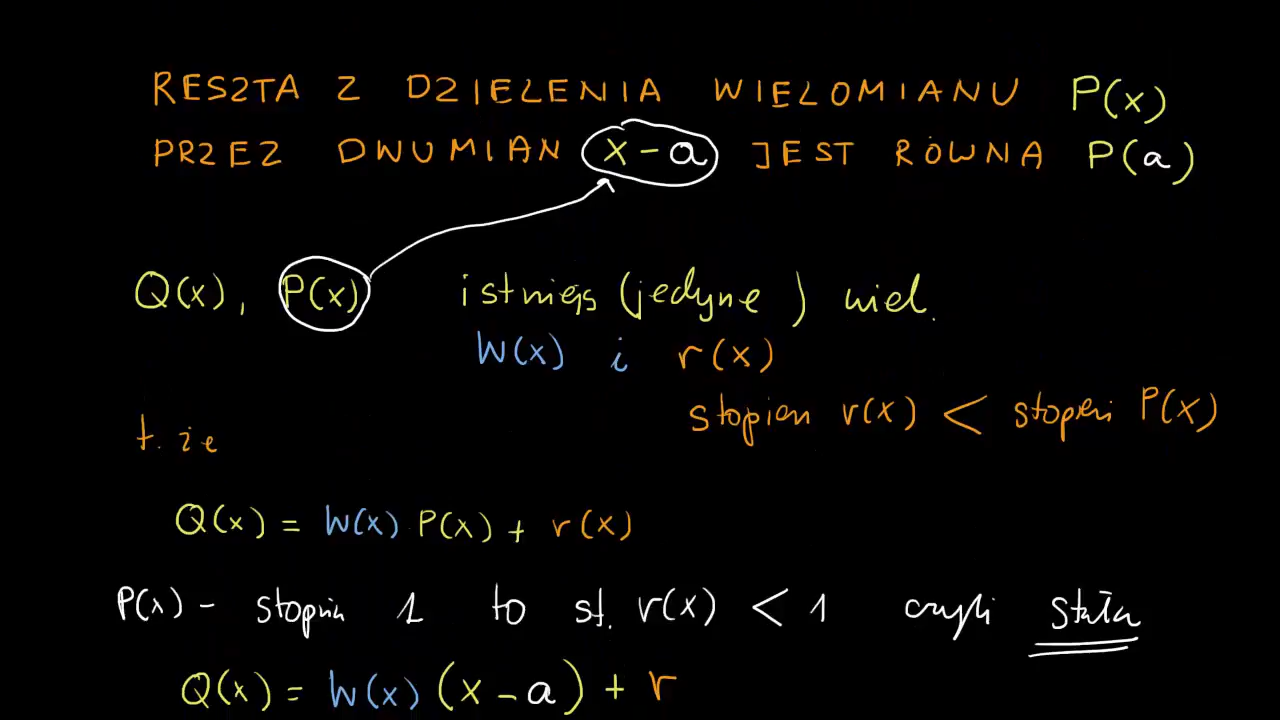 RESZTA Z DZIELENIA WIELOMIANU P(x)
PRZEZ DWUMIAN x-a JEST RÓWNA P(a)
Q(x), P(x) istnieją (jedyne) wiel.
W(x) i r(x)
stopień r(x) < stopień P(x)
t. że
Q(x) = W(x) · P(x) + r(x)
P(x) - stopnia 1 to st. r(x) < 1 czyli stała
Q(x) = W(x) (x - a) + r